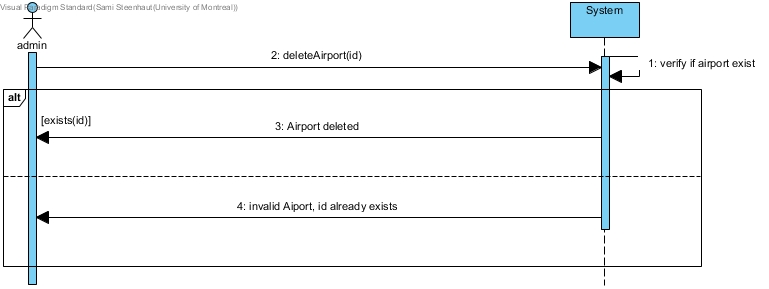 Visual Paradigm Standard(Sami Steenhaut(University of Montreal))
System
admin
2: deleteAirport(id)
1: verify if airport exist
alt
[exists(id)]
3: Airport deleted
4: invalid Aiport, id already exists